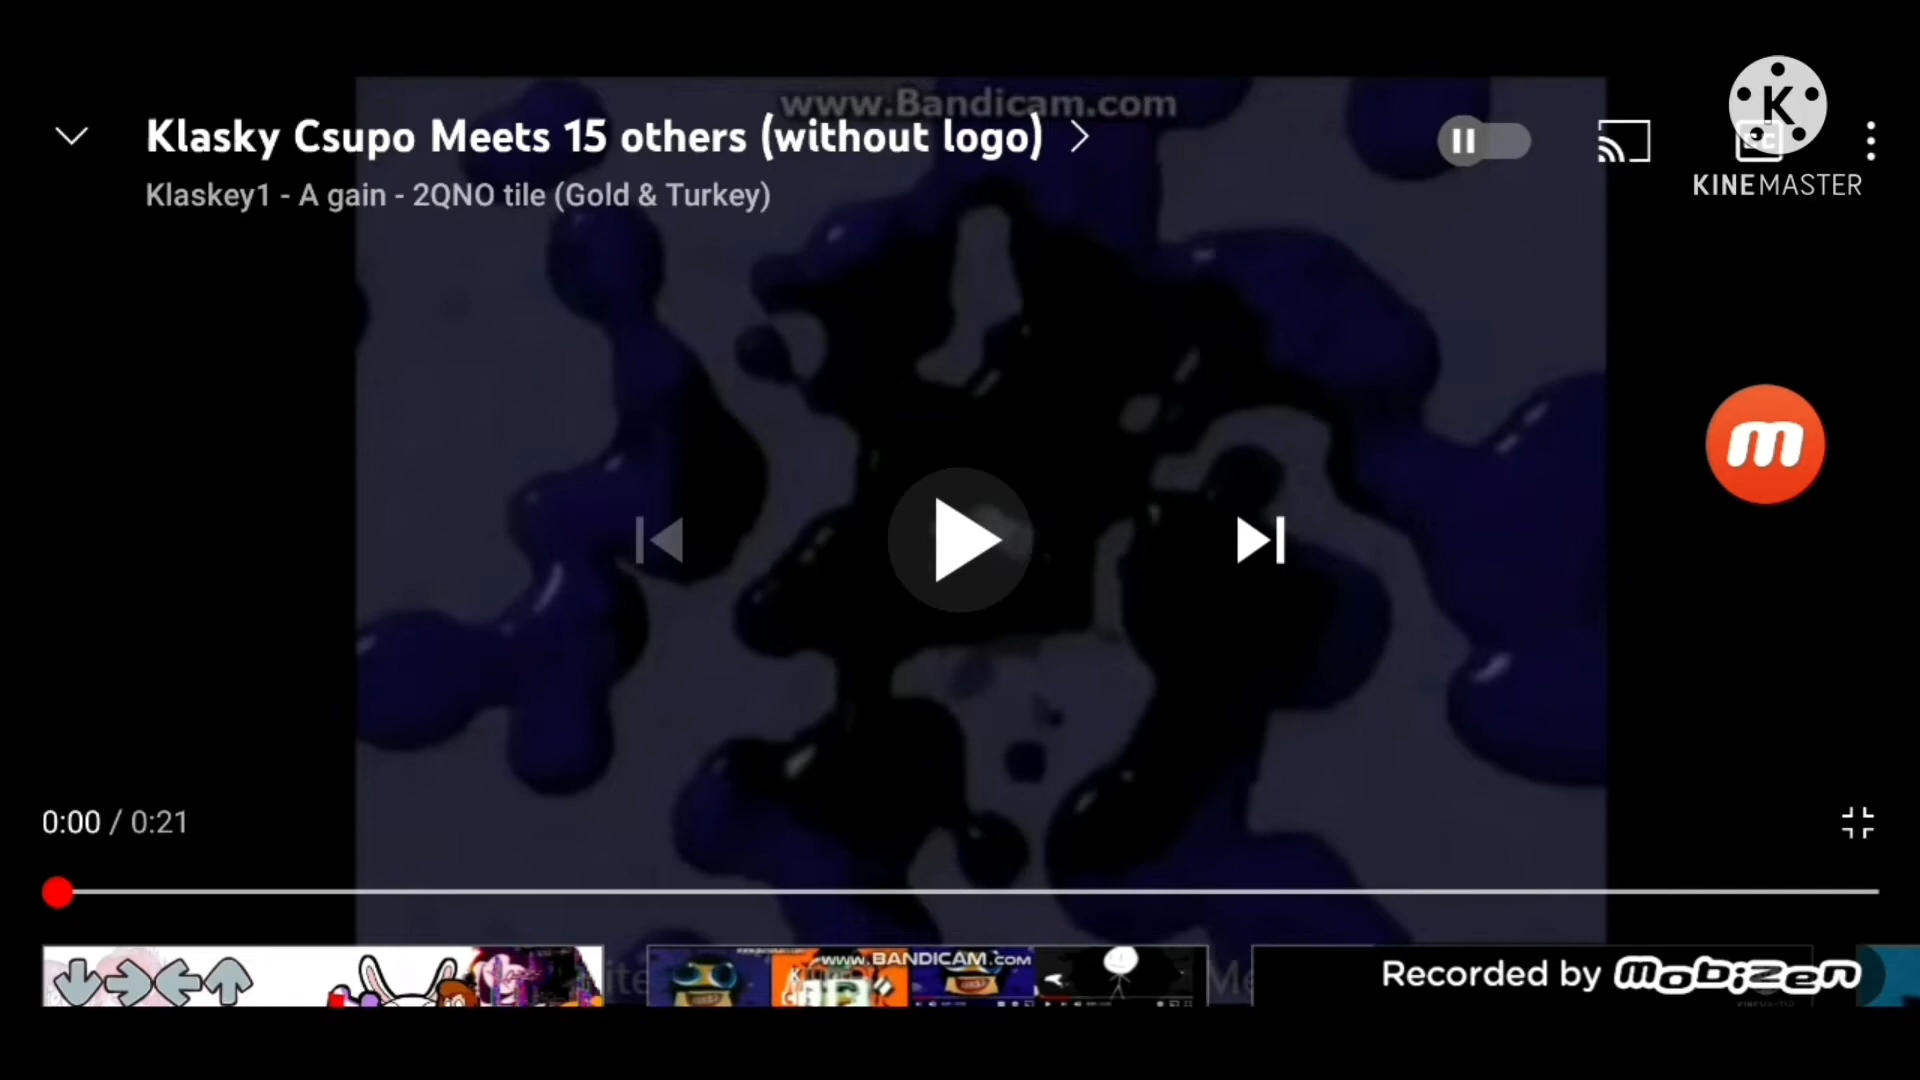 www.Bandicam.com
Klasky Csupo Meets 15 others (without logo)
Klaskey1 - A gain - 2QNO tile (Gold & Turkey)
K
KINEMASTER
m
0:00 / 0:21
www.BANDICAM.com
Recorded by mobizen